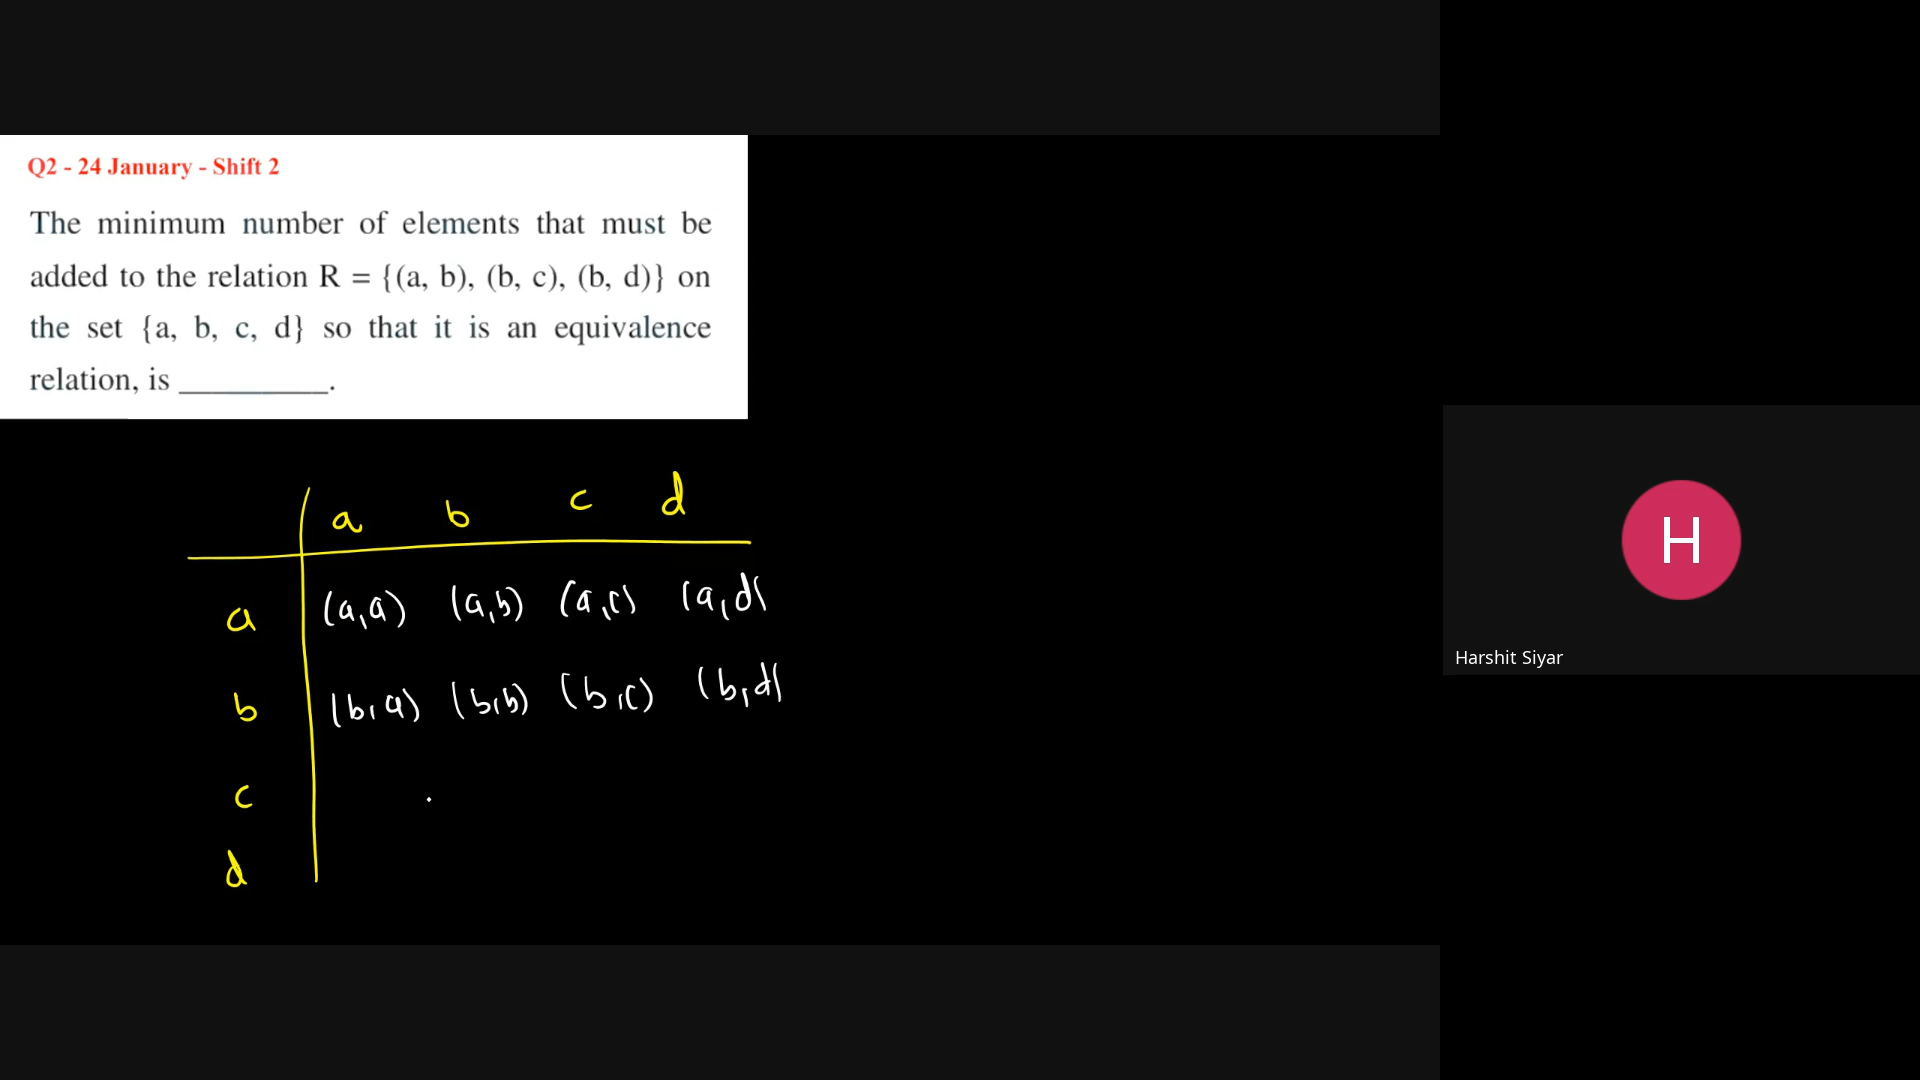 Q2 - 24 January - Shift 2
The minimum number of elements that must be
added to the relation R = {(a, b), (b, c), (b, d)} on
the set {a, b, c, d} so that it is an equivalence
relation, is __________.
a b c d
a (a,a) (a,b) (a,c) (a,d)
b (b,a) (b,b) (b,c) (b,d)
c
d
H
Harshit Siyar